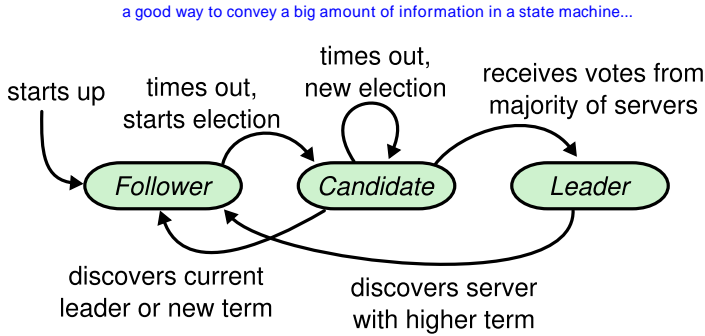 a good way to convey a big amount of information in a state machine...
starts up
times out,
starts election
times out,
new election
receives votes from
majority of servers
Follower
Candidate
Leader
discovers current
leader or new term
discovers server
with higher term